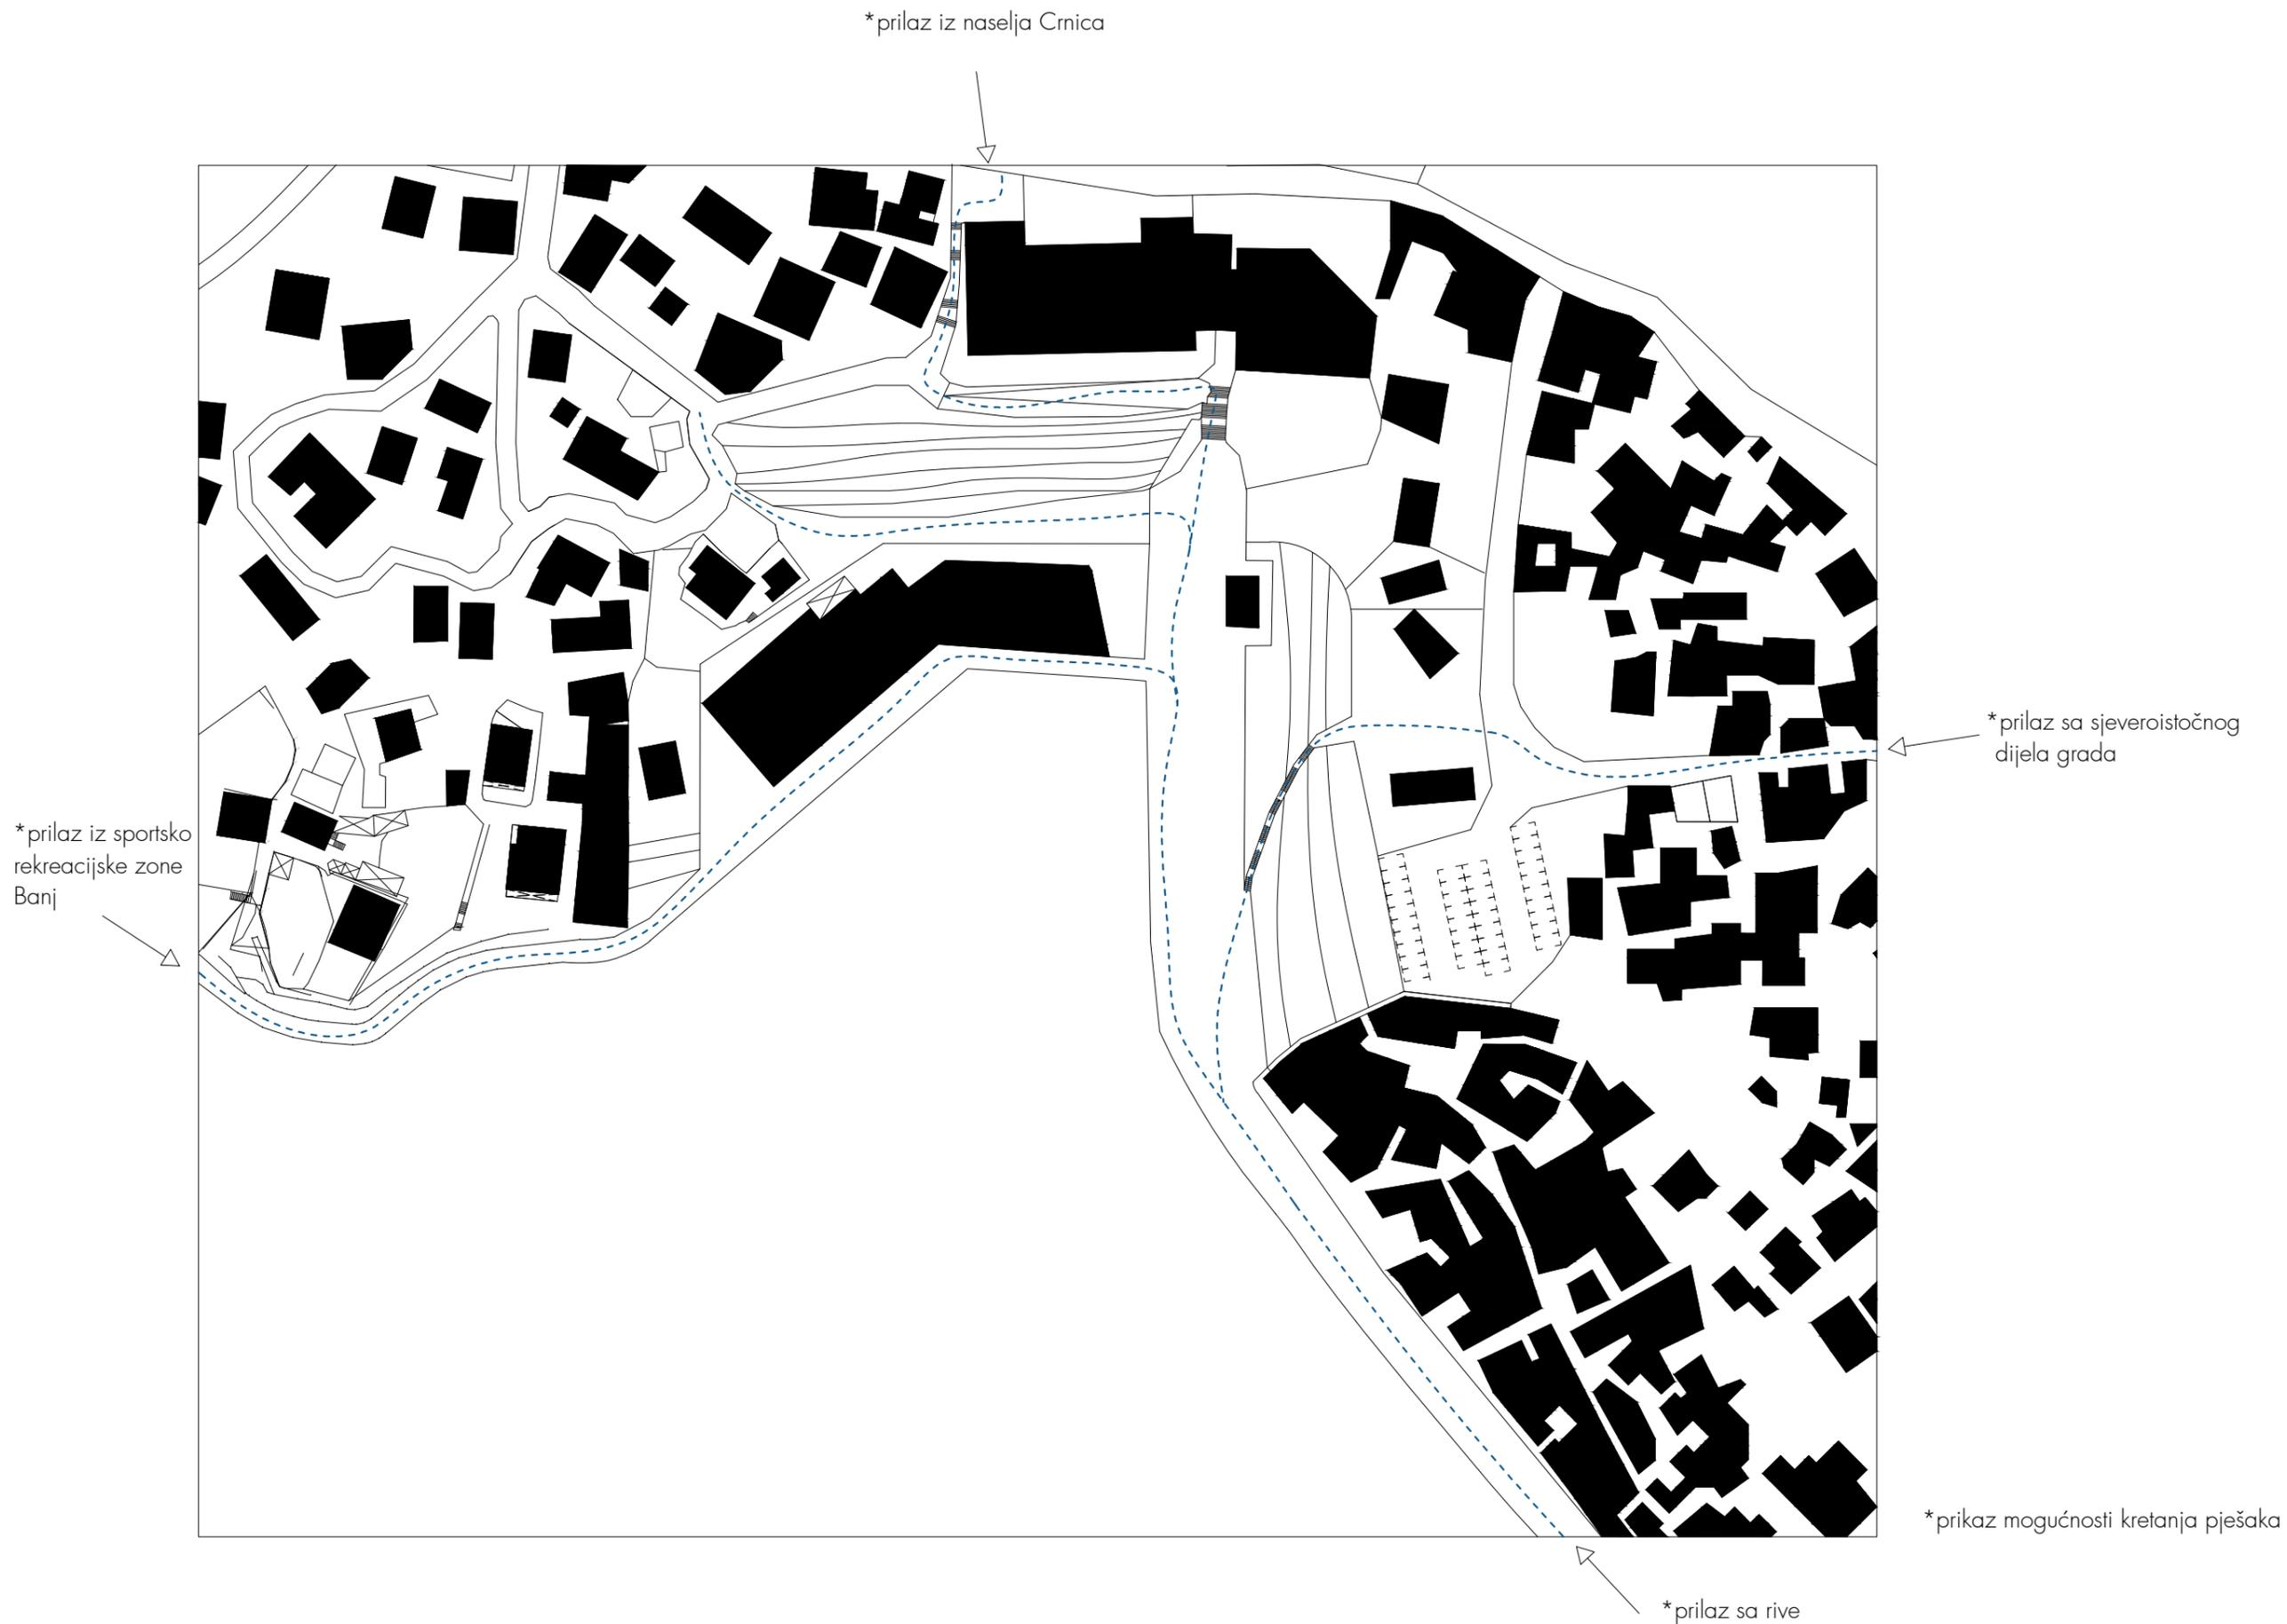 *prilaz iz naselja Crnica
*prilaz sa sjeveroistočnog
dijela grada
*prilaz iz sportsko
rekreacijske zone
Banj
*prikaz mogućnosti kretanja pješaka
*prilaz sa rive